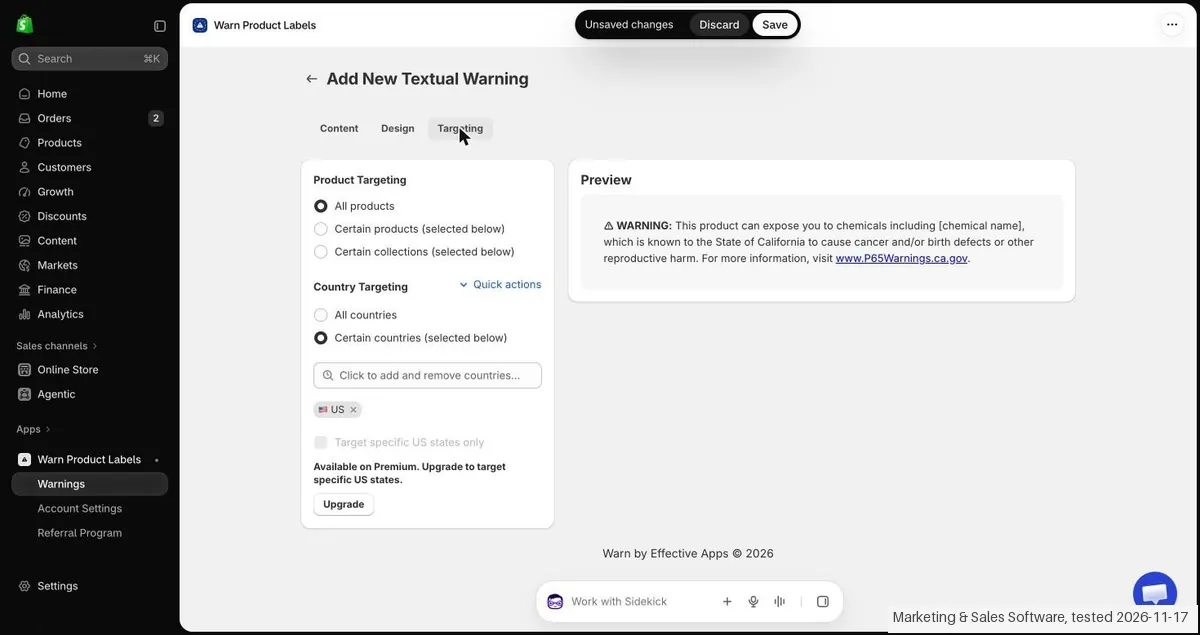 Warn Product Labels
Unsaved changes
Discard
Save
Search
⌘K
Home
Orders
2
Products
Customers
Growth
Discounts
Content
Markets
Finance
Analytics
Sales channels
Online Store
Agentic
Apps
Warn Product Labels
Warnings
Account Settings
Referral Program
Settings
Add New Textual Warning
Content
Design
Targeting
Product Targeting
All products
Certain products (selected below)
Certain collections (selected below)
Country Targeting
Quick actions
All countries
Certain countries (selected below)
Click to add and remove countries...
US
Target specific US states only
Available on Premium. Upgrade to target
specific US states.
Upgrade
Preview
⚠ WARNING: This product can expose you to chemicals including [chemical name],
which is known to the State of California to cause cancer and/or birth defects or other
reproductive harm. For more information, visit www.P65Warnings.ca.gov.
Warn by Effective Apps © 2026
Work with Sidekick
Marketing & Sales Software, tested 2026-11-17